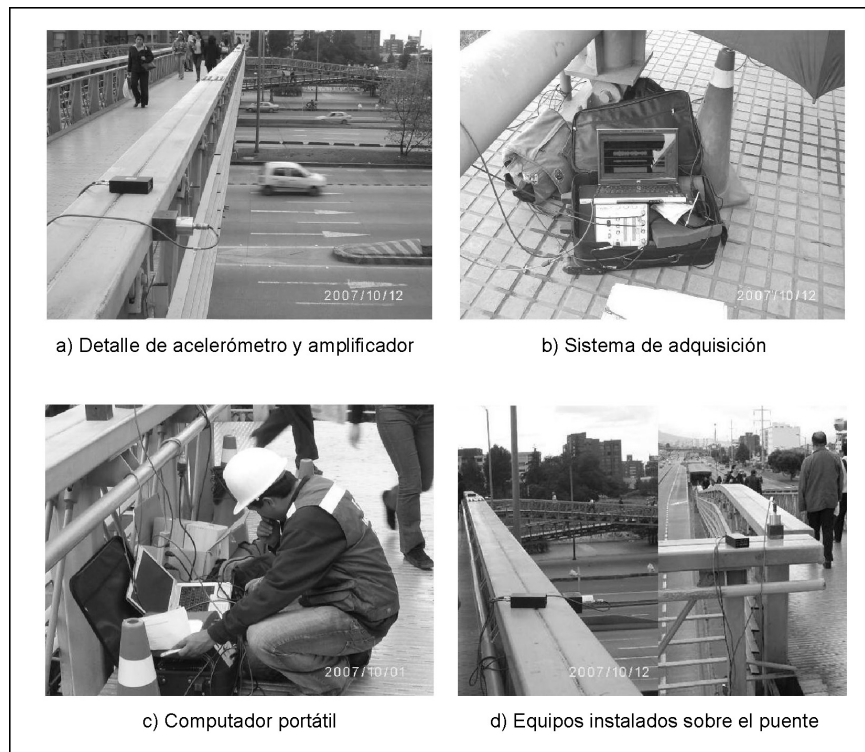 2007/10/12
2007/10/12
a) Detalle de acelerómetro y amplificador
b) Sistema de adquisición
2007/10/01
2007/10/12
c) Computador portátil
d) Equipos instalados sobre el puente